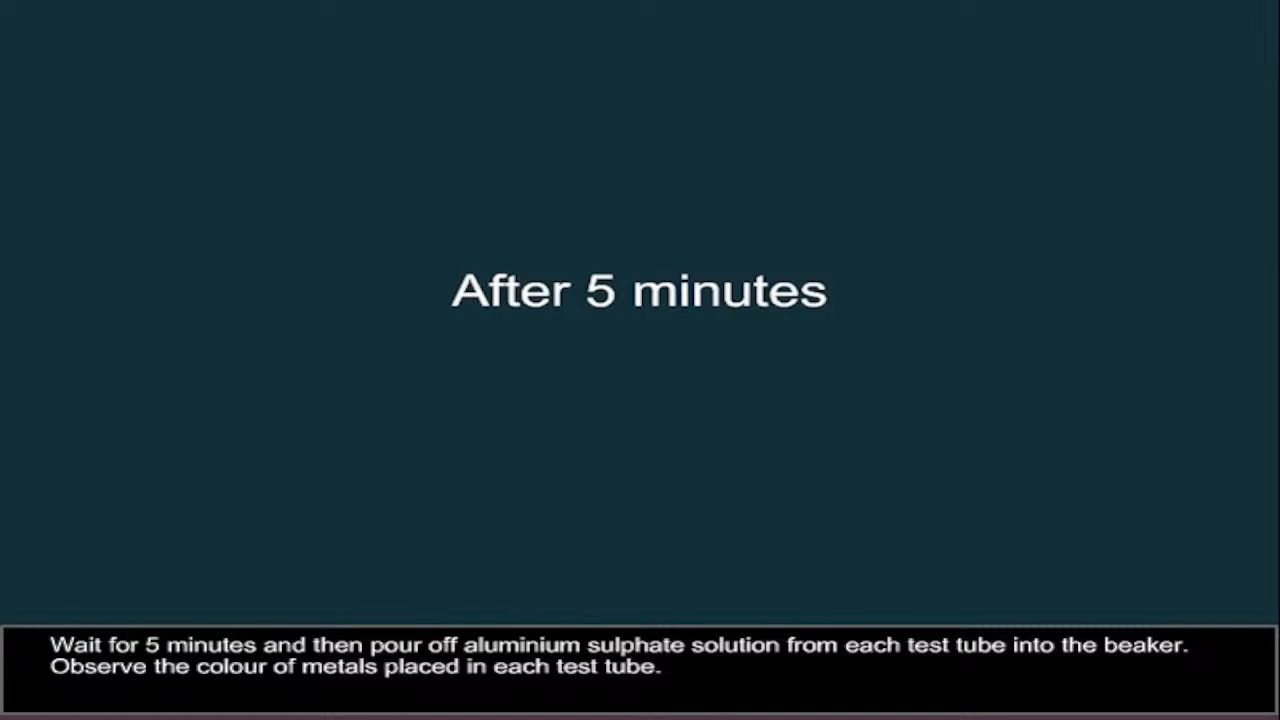 After 5 minutes
Wait for 5 minutes and then pour off aluminium sulphate solution from each test tube into the beaker.
Observe the colour of metals placed in each test tube.